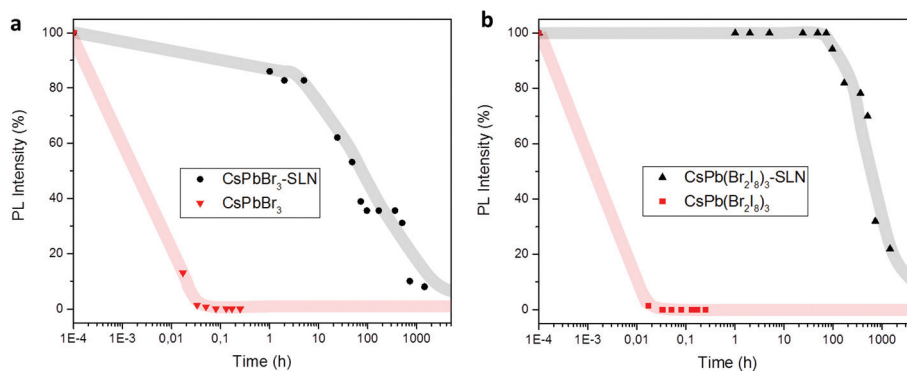 a
PL Intensity (%)
100
80
60
40
20
0
CsPbBr₃-SLN
CsPbBr₃
1E-4 1E-3 0,01 0,1 1 10 100 1000
Time (h)
b
PL Intensity (%)
100
80
60
40
20
0
CsPb(Br₂I₈)₃-SLN
CsPb(Br₂I₈)₃
1E-4 1E-3 0,01 0,1 1 10 100 1000
Time (h)